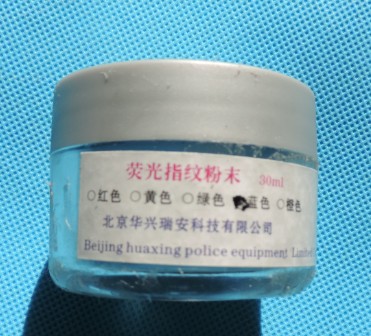 荧光指纹粉末 30ml
○红色 ○黄色 ○绿色 蓝色 ○橙色
北京华兴瑞安科技有限公司
Beijing huaxing police equipment Limited